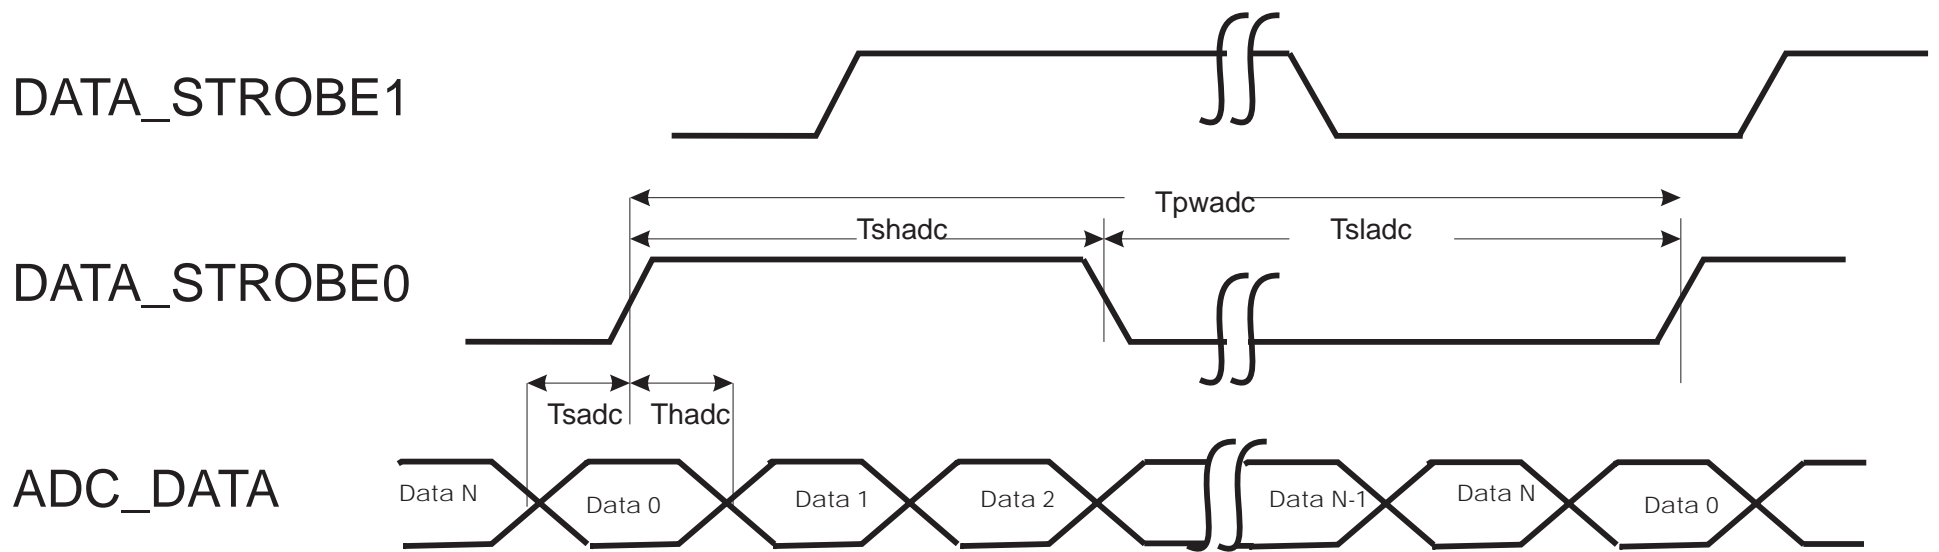 DATA_STROBE1
Tpwadc
Tshadc
Tsladc
DATA_STROBE0
Tsadc
Thadc
ADC_DATA
Data N
Data 0
Data 1
Data 2
Data N-1
Data N
Data 0